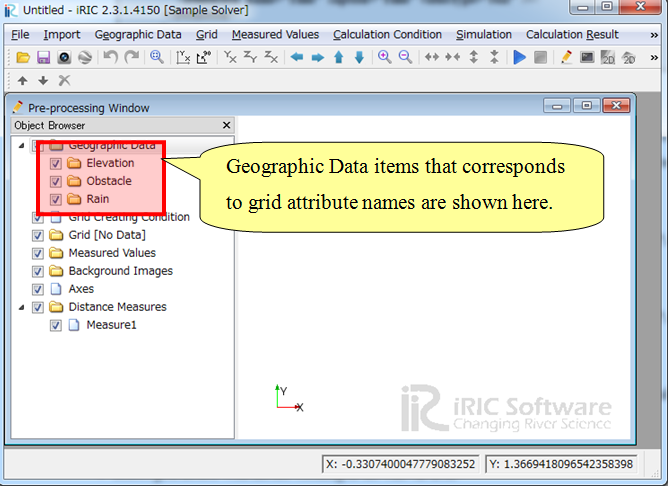 Untitled - iRIC 2.3.1.4150 [Sample Solver]
File Import Geographic Data Grid Measured Values Calculation Condition Simulation Calculation Result »
Pre-processing Window
Object Browser
Geographic Data
Elevation
Obstacle
Rain
Grid Creating Condition
Grid [No Data]
Measured Values
Background Images
Axes
Distance Measures
Measure1
Geographic Data items that corresponds
to grid attribute names are shown here.
Y
X
iRIC Software
Changing River Science
X: -0.3307400047779083252 Y: 1.3669418096542358398